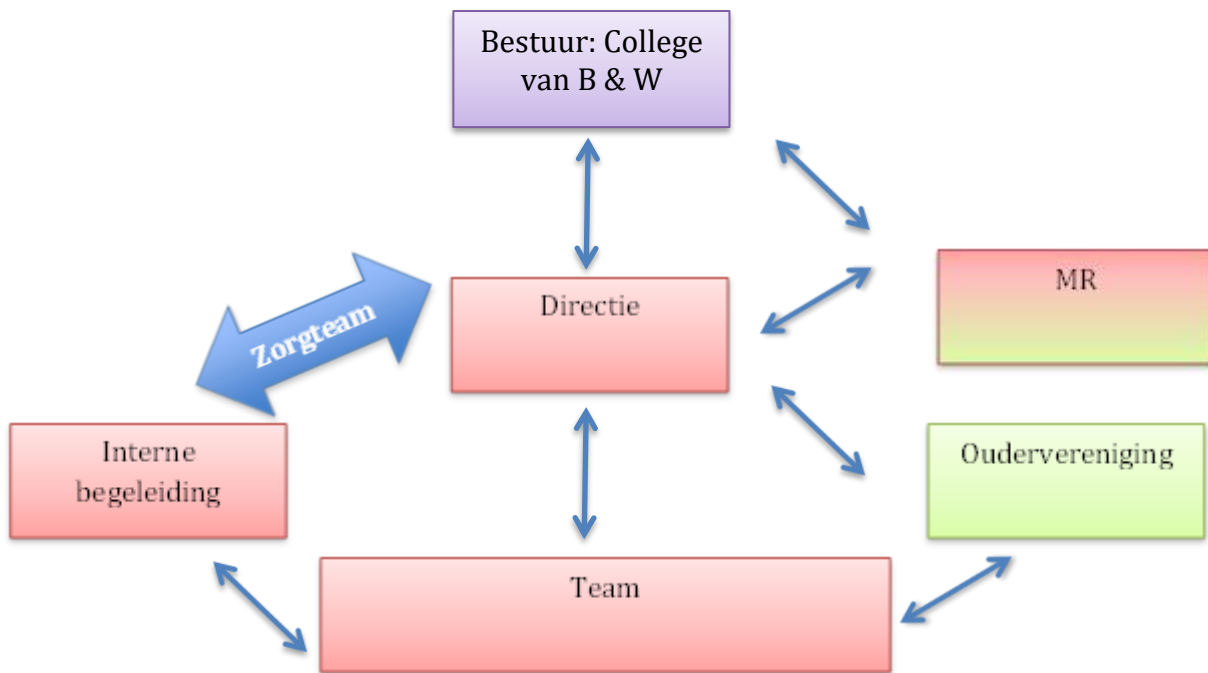 Bestuur: College
van B & W
MR
Directie
Zorgteam
Interne
begeleiding
Oudervereniging
Team